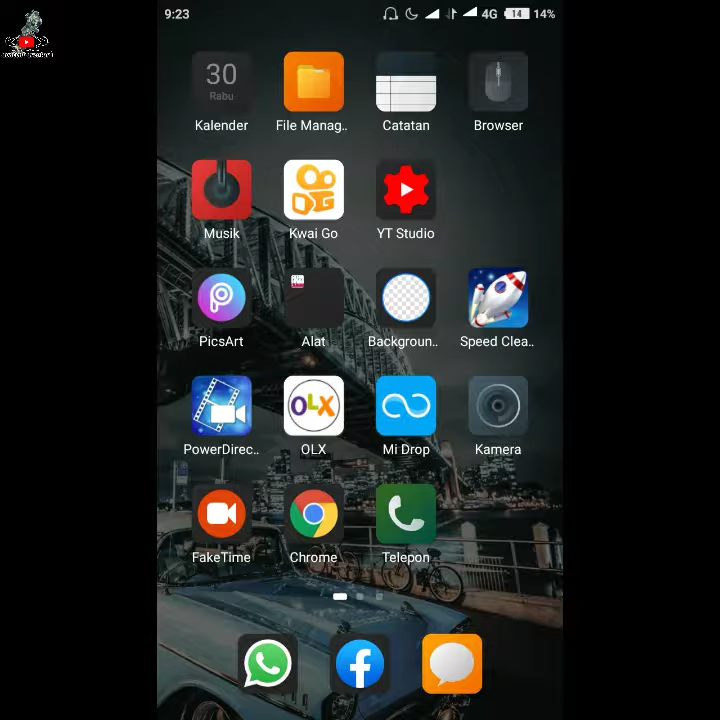 9:23 4G 14 14%
30
Rabu
Kalender File Manag.. Catatan Browser
Musik Kwai Go YT Studio
PicsArt Alat Backgroun.. Speed Clea..
OLX
PowerDirec.. OLX Mi Drop Kamera
FakeTime Chrome Telepon